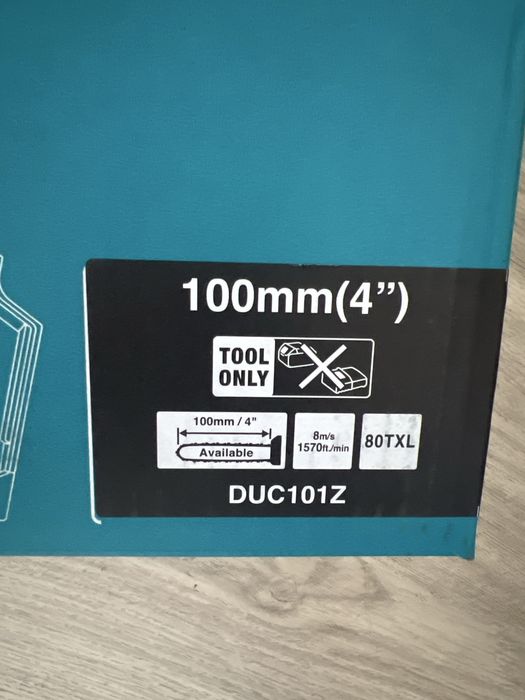 100mm(4”)
TOOL
ONLY
100mm / 4"
Available
8m/s
1570ft./min
80TXL
DUC101Z